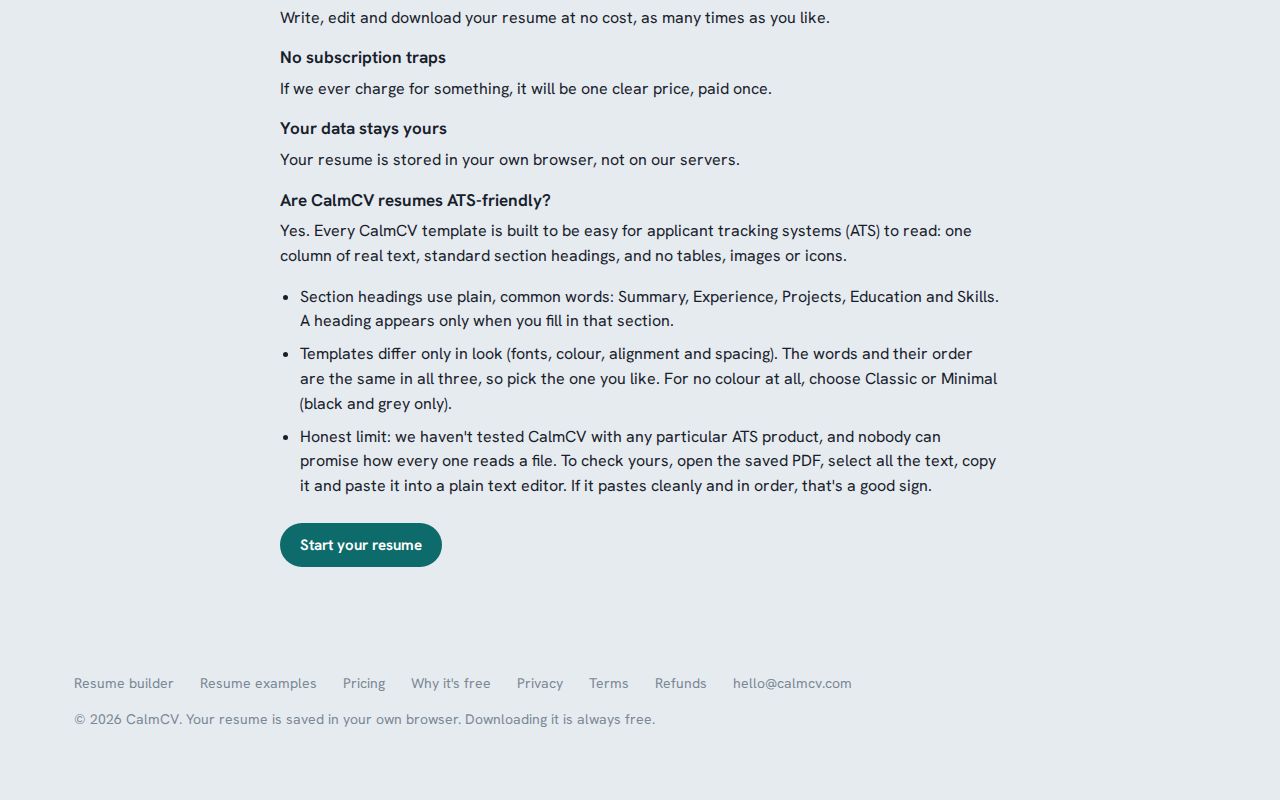 Write, edit and download your resume at no cost, as many times as you like.
No subscription traps
If we ever charge for something, it will be one clear price, paid once.
Your data stays yours
Your resume is stored in your own browser, not on our servers.
Are CalmCV resumes ATS-friendly?
Yes. Every CalmCV template is built to be easy for applicant tracking systems (ATS) to read: one
column of real text, standard section headings, and no tables, images or icons.
• Section headings use plain, common words: Summary, Experience, Projects, Education and Skills.
A heading appears only when you fill in that section.
• Templates differ only in look (fonts, colour, alignment and spacing). The words and their order
are the same in all three, so pick the one you like. For no colour at all, choose Classic or Minimal
(black and grey only).
• Honest limit: we haven't tested CalmCV with any particular ATS product, and nobody can
promise how every one reads a file. To check yours, open the saved PDF, select all the text, copy
it and paste it into a plain text editor. If it pastes cleanly and in order, that's a good sign.
Start your resume
Resume builder Resume examples Pricing Why it's free Privacy Terms Refunds hello@calmcv.com
© 2026 CalmCV. Your resume is saved in your own browser. Downloading it is always free.